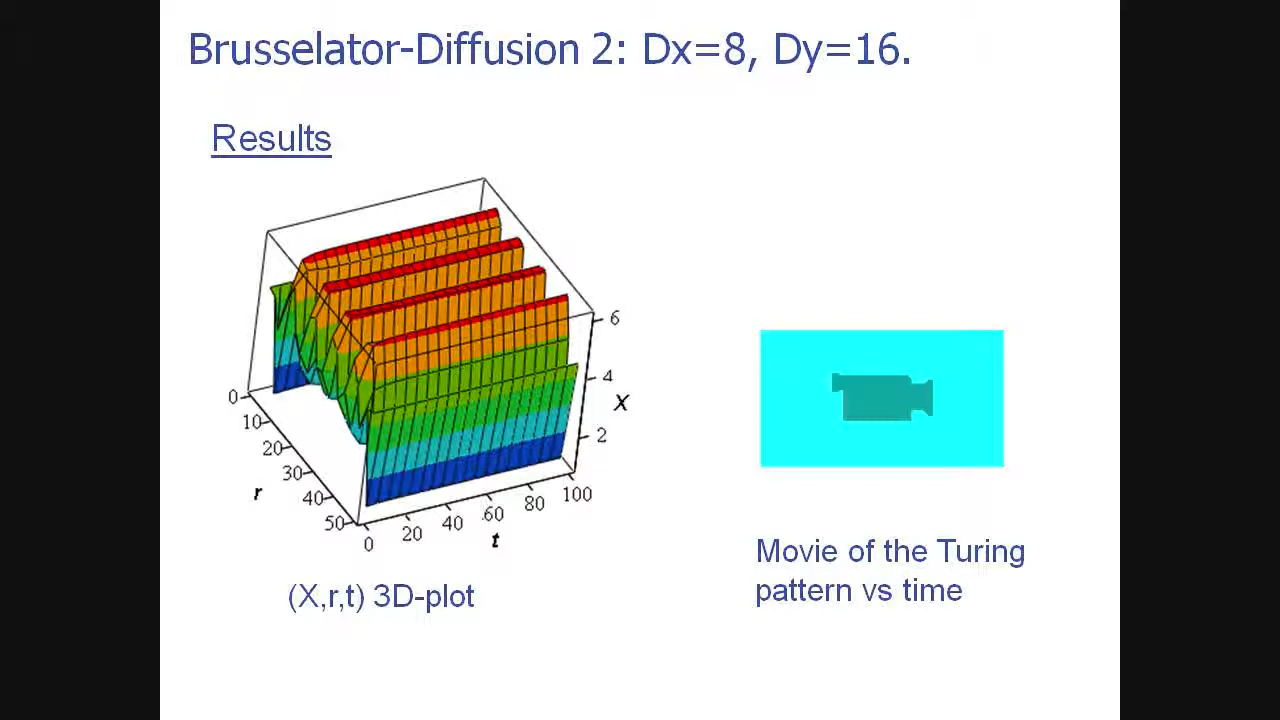 Brusselator-Diffusion 2: Dx=8, Dy=16.
Results
6
4
X
2
0
10
20
30
40
50
r
0
20
40
60
80
100
t
(X,r,t) 3D-plot
Movie of the Turing
pattern vs time